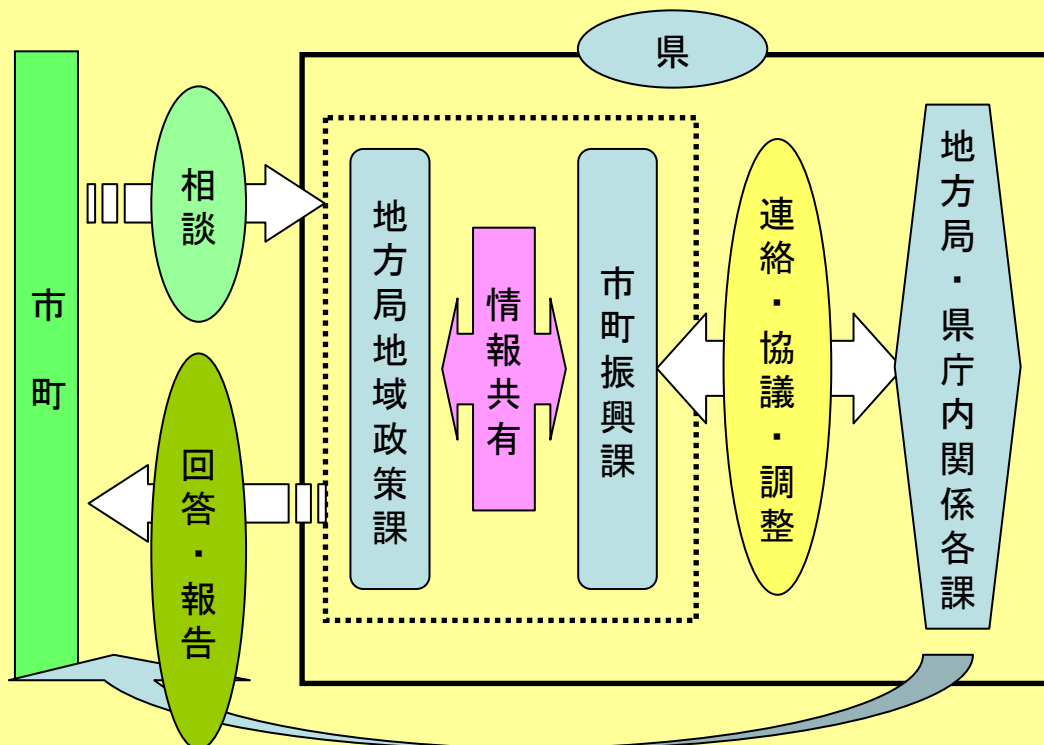 県
市町
相談
回答・報告
地方局地域政策課
情報共有
市町振興課
連絡・協議・調整
地方局・県庁内関係各課